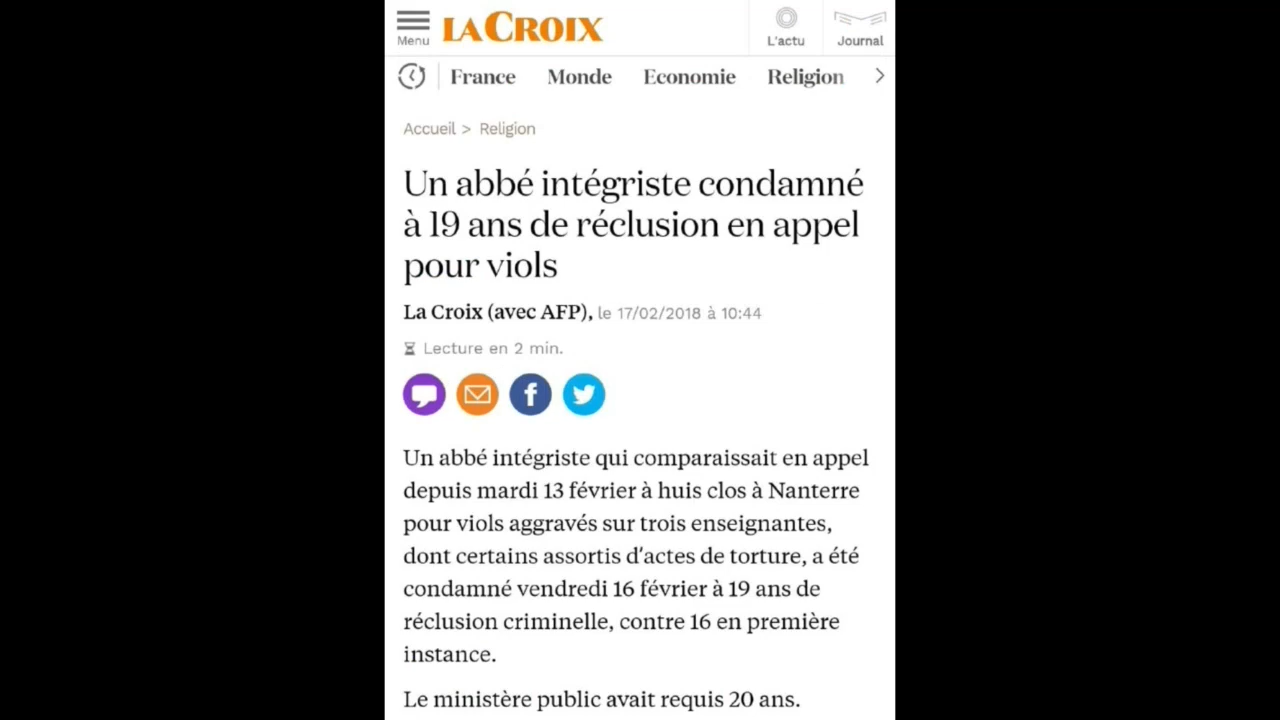 Menu
LA CROIX
L'actu
Journal
France
Monde
Economie
Religion
Accueil > Religion
Un abbé intégriste condamné
à 19 ans de réclusion en appel
pour viols
La Croix (avec AFP), le 17/02/2018 à 10:44
Lecture en 2 min.
Un abbé intégriste qui comparaissait en appel
depuis mardi 13 février à huis clos à Nanterre
pour viols aggravés sur trois enseignantes,
dont certains assortis d'actes de torture, a été
condamné vendredi 16 février à 19 ans de
réclusion criminelle, contre 16 en première
instance.
Le ministère public avait requis 20 ans.